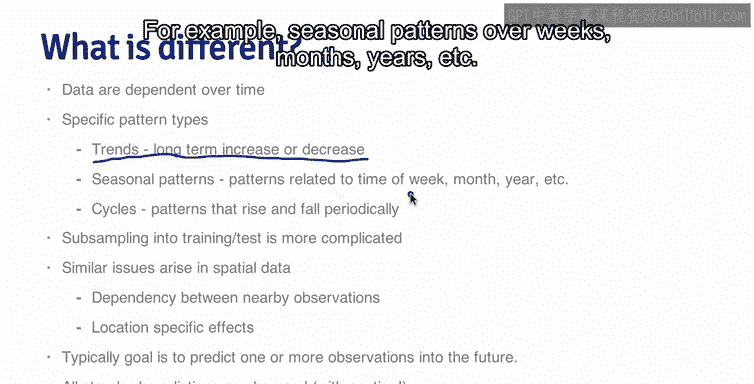 For example, seasonal patterns over weeks,
What is different?
months, years, etc.
Data are dependent over time
Specific pattern types
- Trends - long term increase or decrease
- Seasonal patterns - patterns related to time of week, month, year, etc.
- Cycles - patterns that rise and fall periodically
Subsampling into training/test is more complicated
Similar issues arise in spatial data
- Dependency between nearby observations
- Location specific effects
Typically goal is to predict one or more observations into the future.